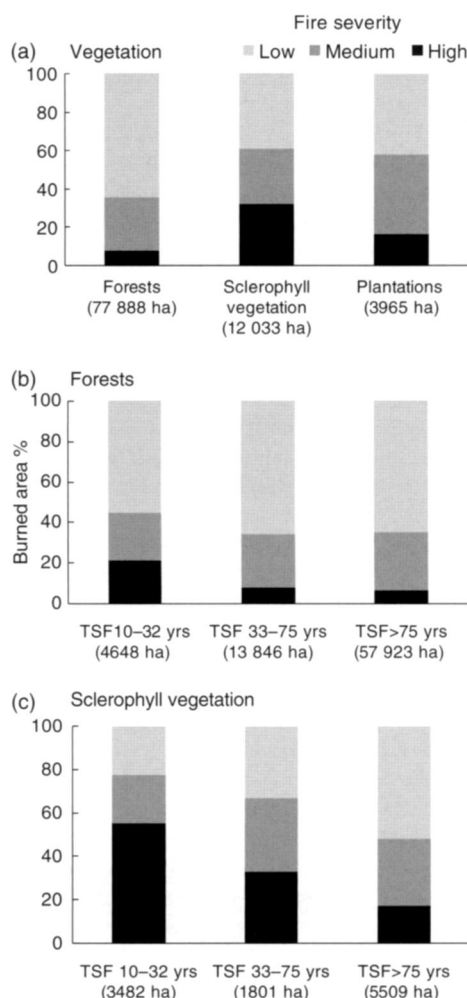 Fire severity
(a) Vegetation
Low Medium High
100
80
60
40
20
0
Forests
(77 888 ha)
Sclerophyll
vegetation
(12 033 ha)
Plantations
(3965 ha)
(b) Forests
Burned area %
100
80
60
40
20
0
TSF10–32 yrs
(4648 ha)
TSF 33–75 yrs
(13 846 ha)
TSF>75 yrs
(57 923 ha)
(c) Sclerophyll vegetation
100
80
60
40
20
0
TSF 10–32 yrs
(3482 ha)
TSF 33–75 yrs
(1801 ha)
TSF>75 yrs
(5509 ha)